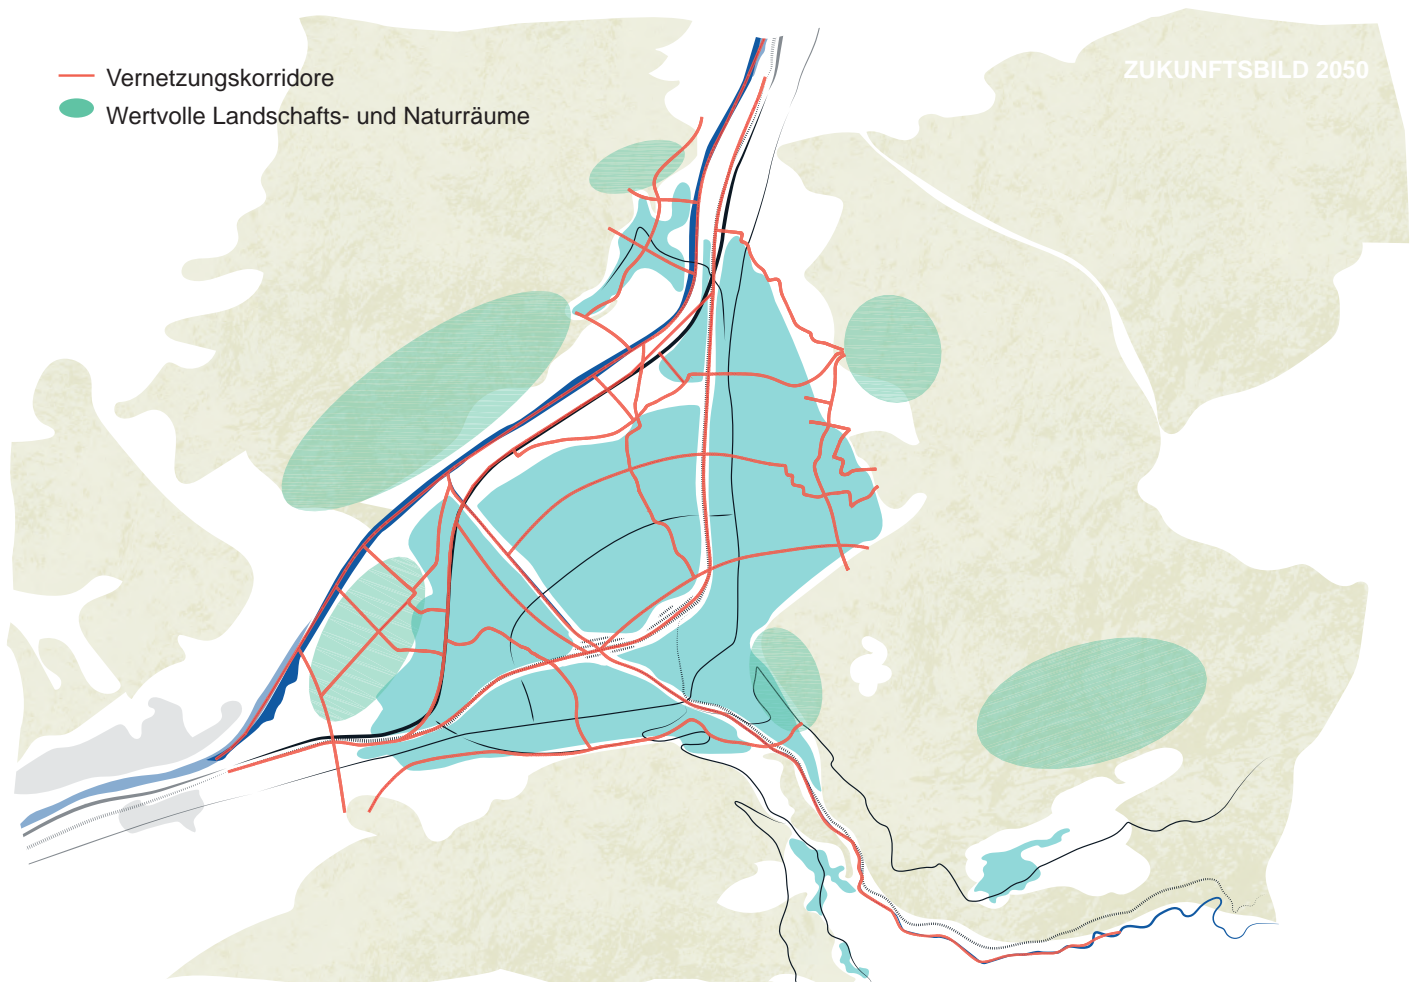 ZUKUNFTSBILD 2050
Vernetzungskorridore
Wertvolle Landschafts- und Naturräume